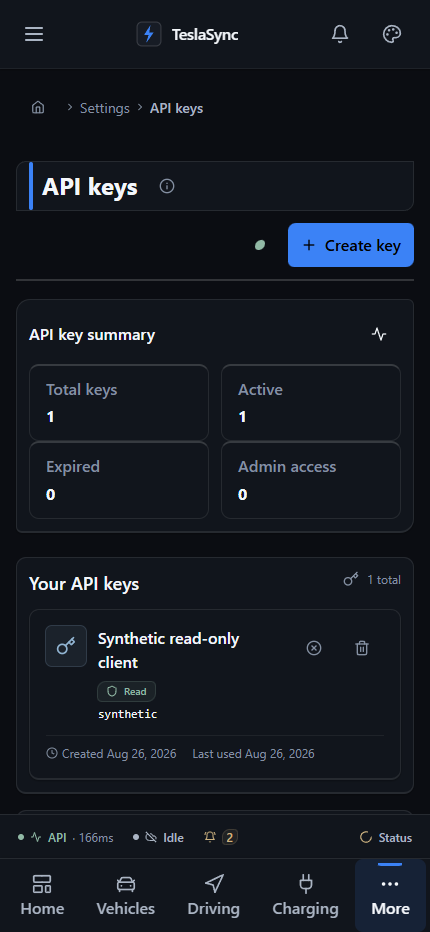 TeslaSync
Settings
API keys
API keys
Create key
API key summary
Total keys
1
Active
1
Expired
0
Admin access
0
Your API keys
1 total
Synthetic read-only
client
Read
synthetic
Created Aug 26, 2026 Last used Aug 26, 2026
API · 166ms Idle 2 Status
Home Vehicles Driving Charging More